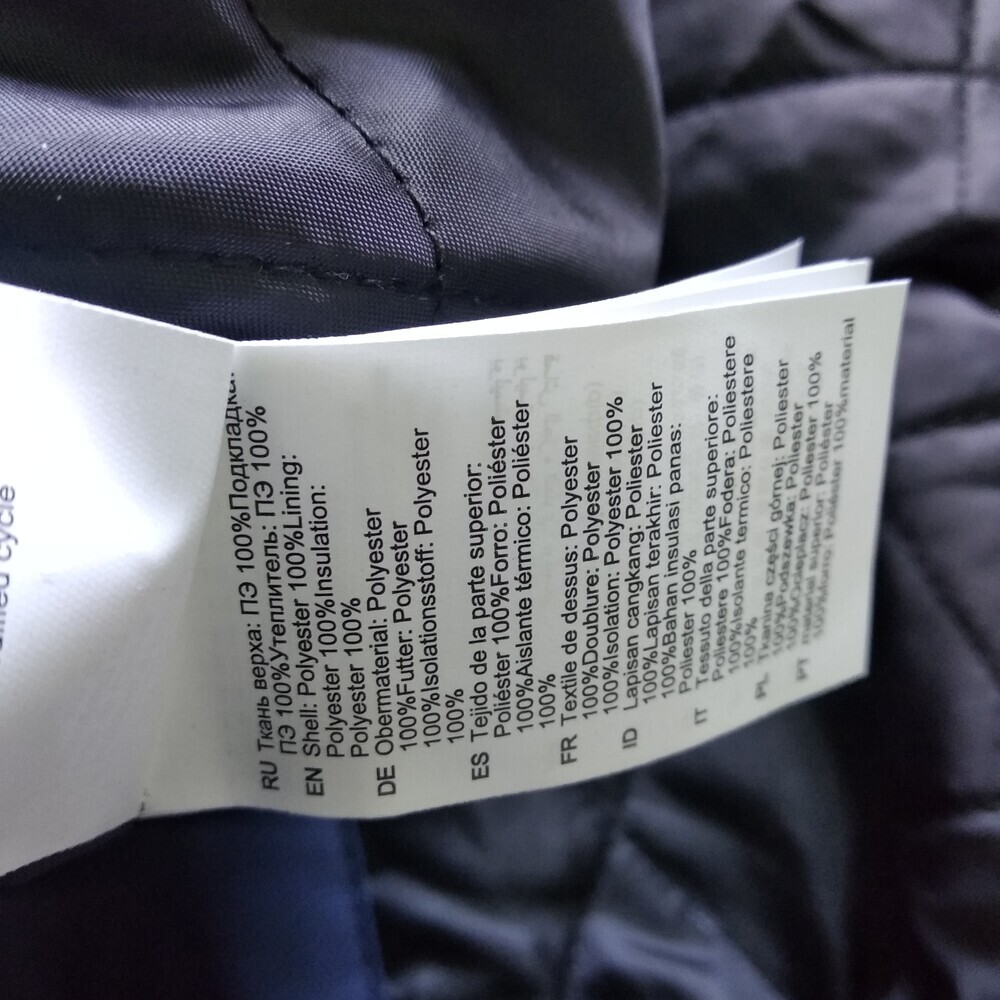 cycle
RU Ткань верха: ПЭ 100%Подкладка:
ПЭ 100%Утеплитель: ПЭ 100%
EN Shell: Polyester 100%Lining:
Polyester 100%Insulation:
Polyester 100%
DE Obermaterial: Polyester
100%Futter: Polyester
100%Isolationsstoff: Polyester
100%
ES Tejido de la parte superior:
Poliéster 100%Forro: Poliéster
100%Aislante térmico: Poliéster
100%
FR Textile de dessus: Polyester
100%Doublure: Polyester
100%Isolation: Polyester 100%
ID Lapisan cangkang: Polyester
100%Lapisan terakhir: Poliester
100%Bahan insulasi panas:
Poliester 100%
IT Tessuto della parte superiore:
Poliestere 100%Fodera: Poliestere
100%Isolante termico: Poliestere
100%
PL Tkanina części górnej: Poliester
100%Podszewka: Poliester
100%Ocieplacz: Poliester 100%
PT material superior: Poliéster
100%forro: Poliéster 100%material